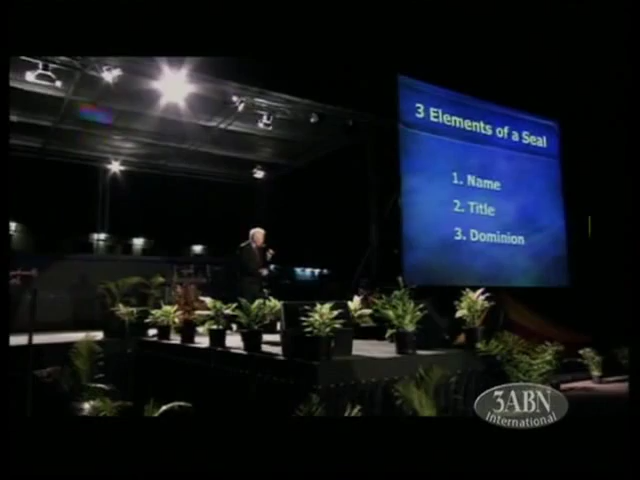 3 Elements of a Seal
1. Name
2. Title
3. Dominion
3ABN
International